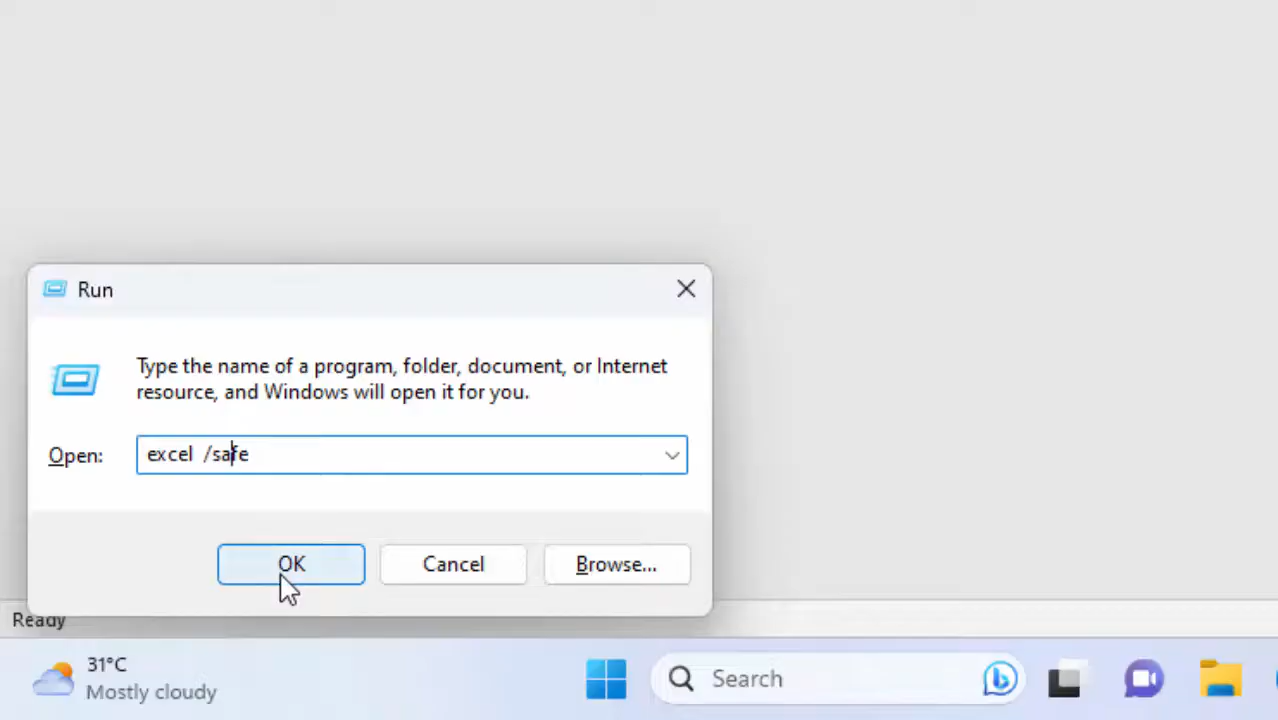 Run
Type the name of a program, folder, document, or Internet
resource, and Windows will open it for you.
Open:
excel  /safe
OK
Cancel
Browse...
Ready
31°C
Mostly cloudy
Search